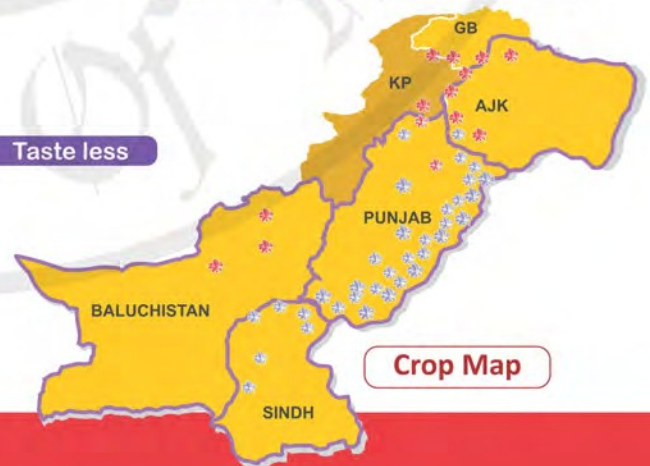 GB
KP
AJK
Taste less
PUNJAB
BALUCHISTAN
Crop Map
SINDH